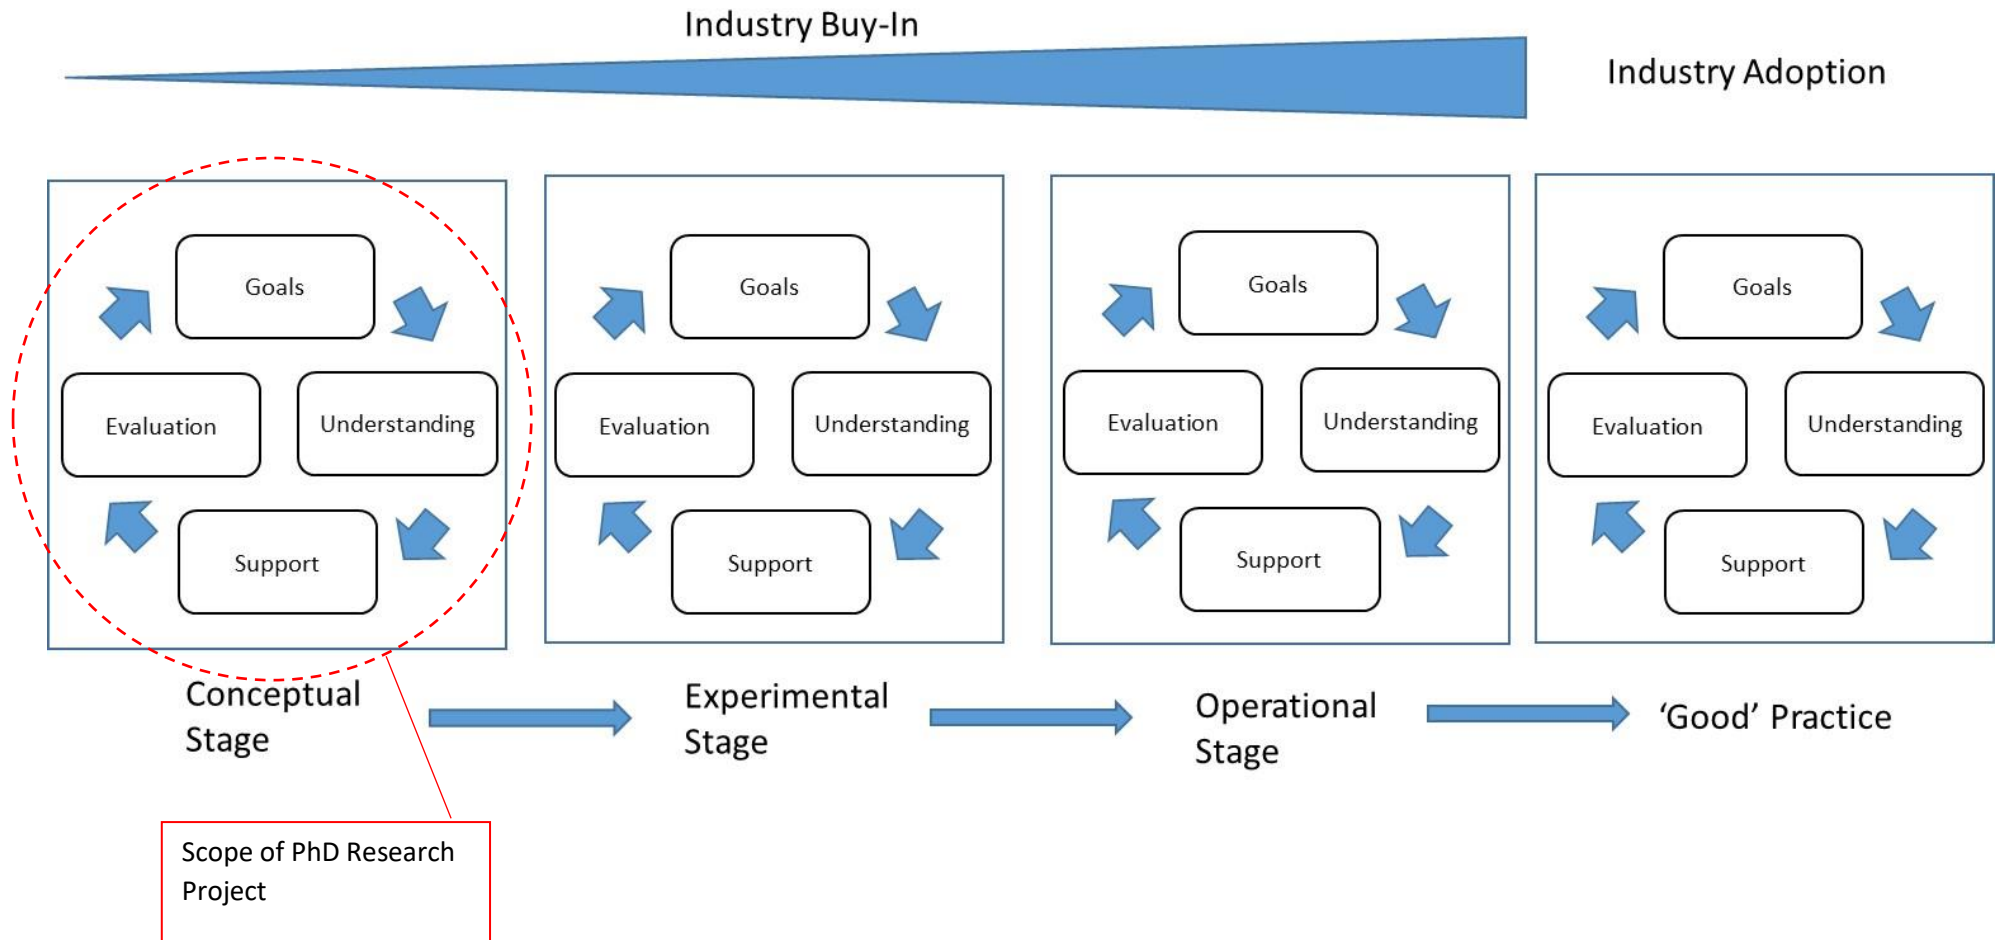 Industry Buy-In
Industry Adoption
Goals
Evaluation
Understanding
Support
Goals
Evaluation
Understanding
Support
Goals
Evaluation
Understanding
Support
Goals
Evaluation
Understanding
Support
Conceptual
Stage
Experimental
Stage
Operational
Stage
‘Good’ Practice
Scope of PhD Research
Project